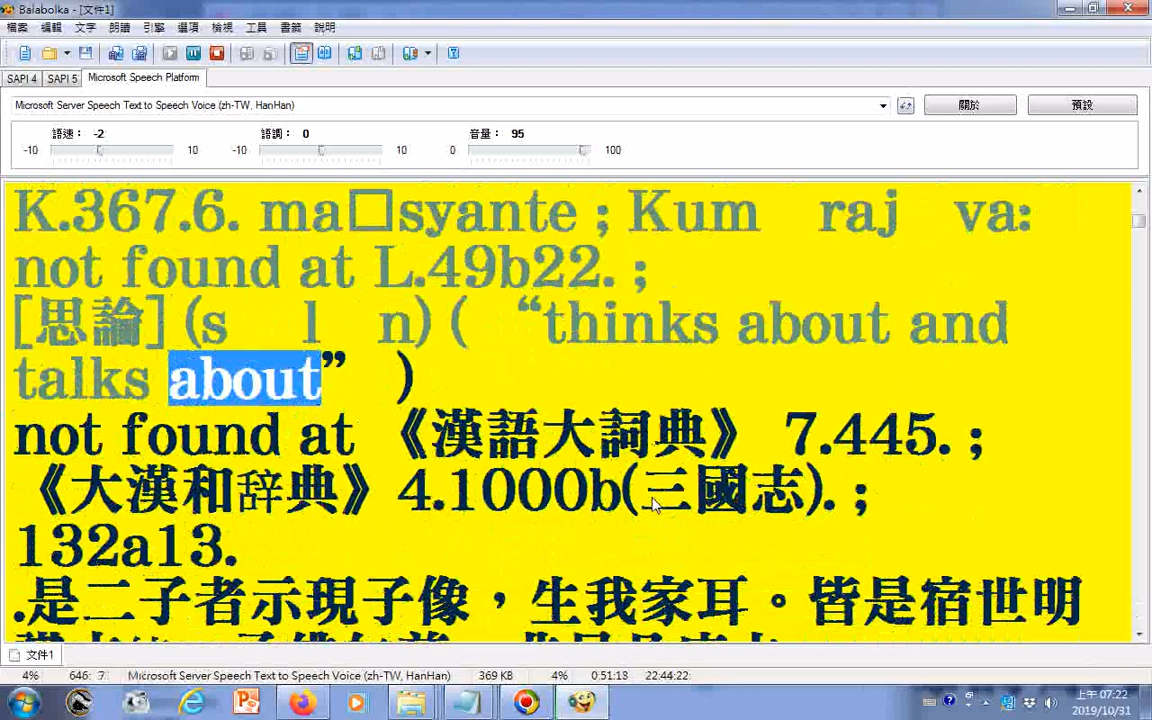 Balabolka - [文件1]
檔案 編輯 文字 朗讀 引擎 選項 檢視 工具 書籤 說明
SAPI 4 SAPI 5 Microsoft Speech Platform
Microsoft Server Speech Text to Speech Voice (zh-TW, HanHan) 關於 預設
語速： -2 語調： 0 音量： 95
-10 10 -10 10 0 100
K.367.6. ma□syante ; Kum raj va:
not found at L.49b22. ;
[思論] (s l n) ( “thinks about and
talks about” )
not found at 《漢語大詞典》 7.445. ;
《大漢和辞典》 4.1000b(三國志). ;
132a13.
.是二子者示現子像，生我家耳。皆是宿世明
文件1
4% 646: 7 Microsoft Server Speech Text to Speech Voice (zh-TW, HanHan) 369 KB 4% 0:51:13 22:44:22
上午 07:22
2019/10/31